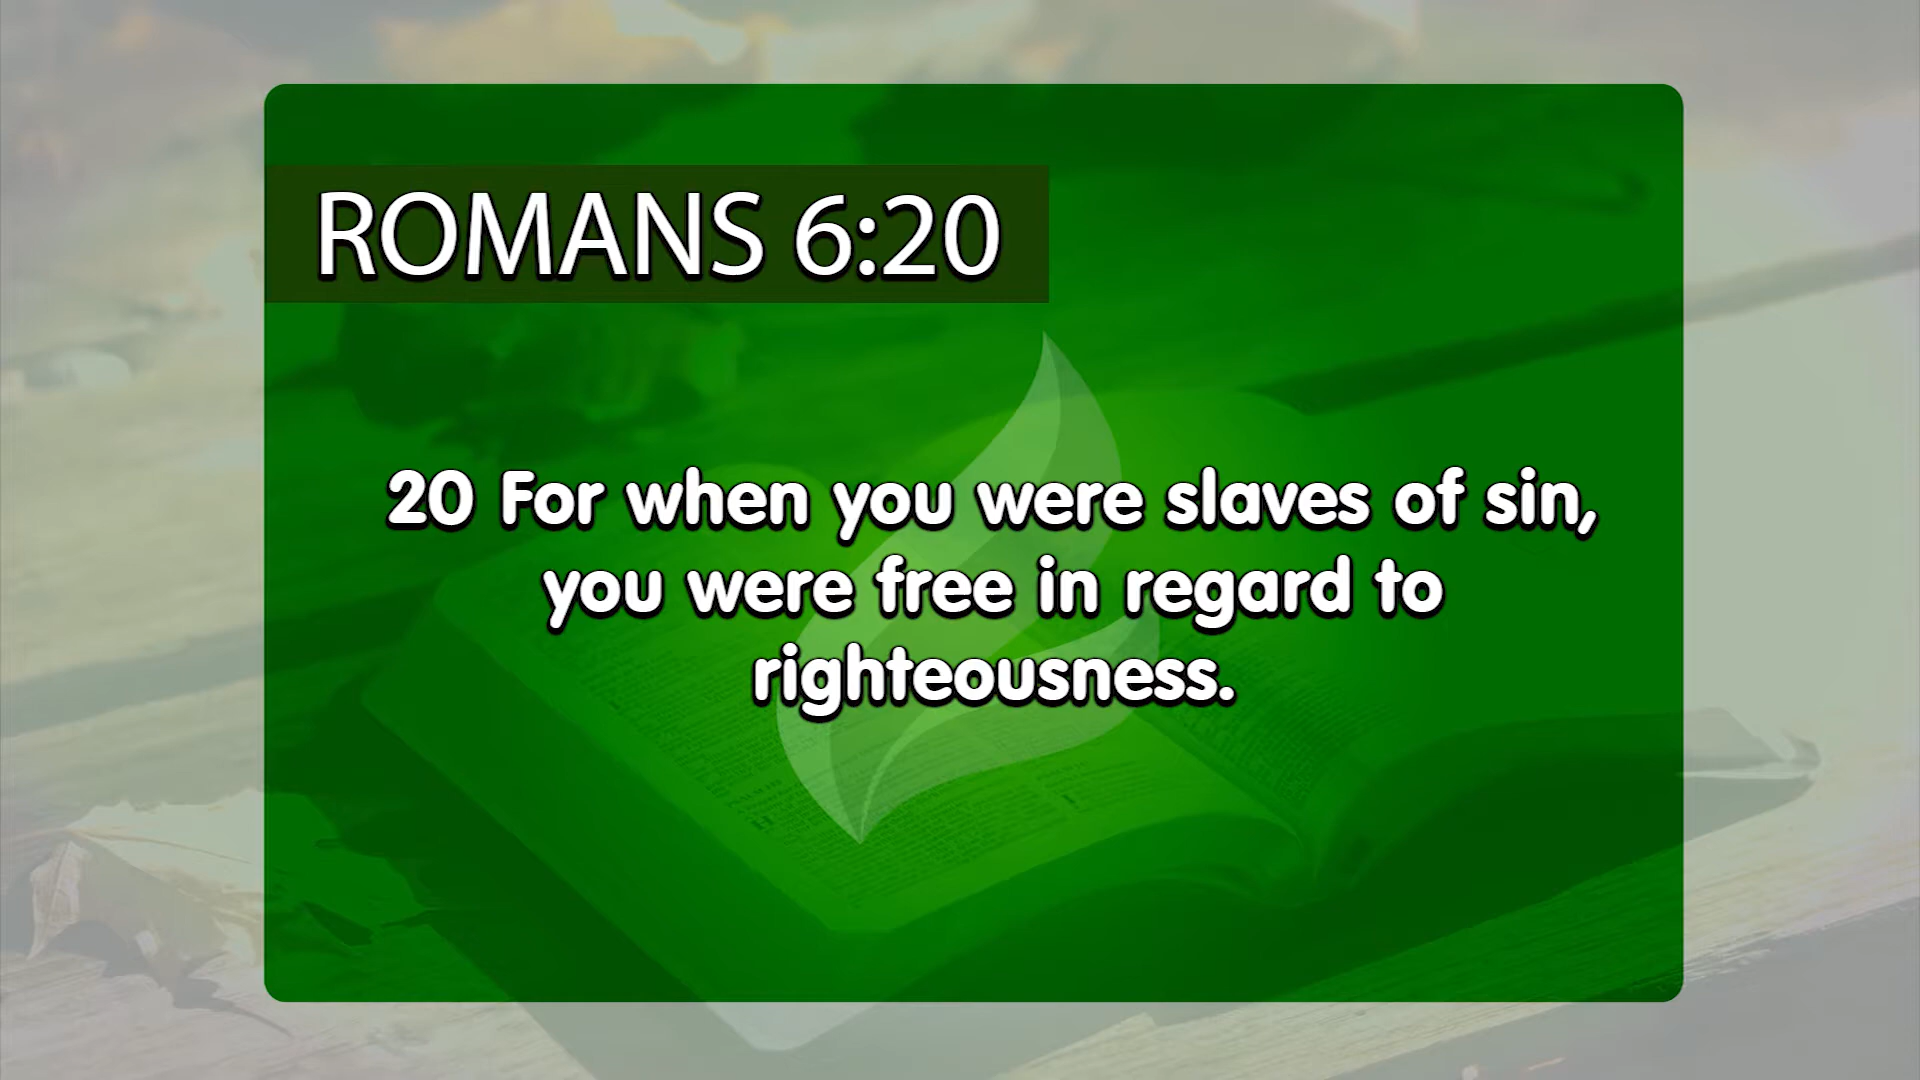 ROMANS 6:20
20 For when you were slaves of sin,
you were free in regard to
righteousness.